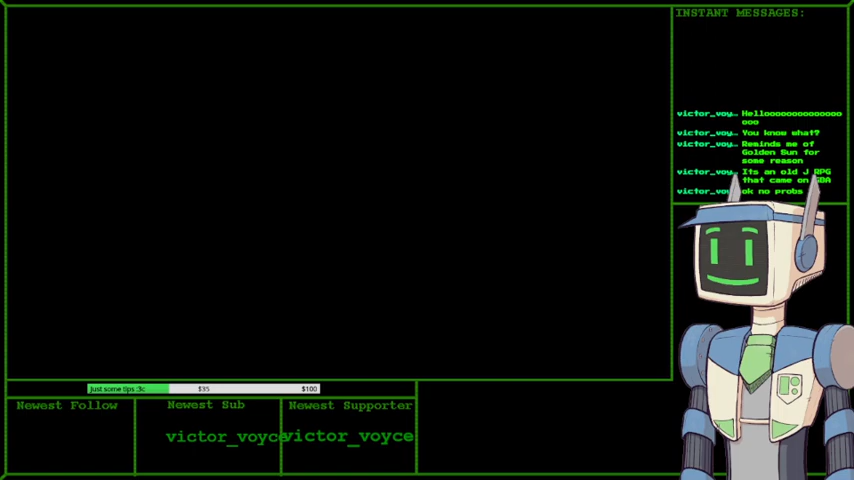 INSTANT MESSAGES:
victor_voy… Hellooooooooooooooo
ooo
victor_voy… You know what?
victor_voy… Reminds me of
Golden Sun for
some reason
victor_voy… Its an old J RPG
that came on GBA
victor_voy… ok no probs
Just some tips :3c $35 $100
Newest Follow Newest Sub Newest Supporter
victor_voyce victor_voyce